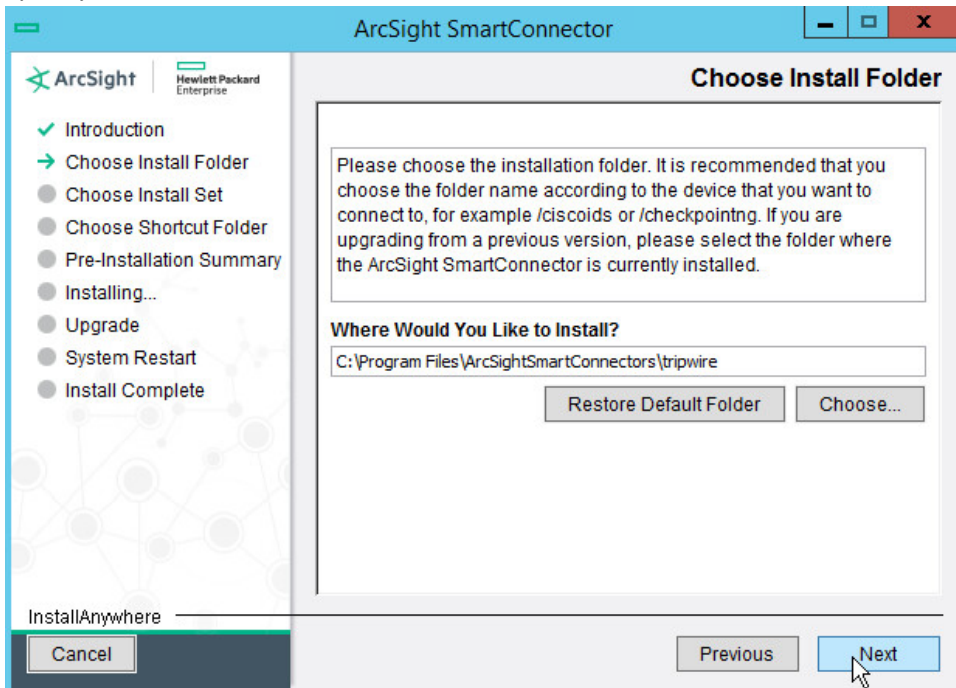 ArcSight SmartConnector
ArcSight
Hewlett Packard
Enterprise
Choose Install Folder
Introduction
Choose Install Folder
Choose Install Set
Choose Shortcut Folder
Pre-Installation Summary
Installing...
Upgrade
System Restart
Install Complete
Please choose the installation folder. It is recommended that you
choose the folder name according to the device that you want to
connect to, for example /ciscoids or /checkpointng. If you are
upgrading from a previous version, please select the folder where
the ArcSight SmartConnector is currently installed.
Where Would You Like to Install?
C:\Program Files\ArcSightSmartConnectors\tripwire
Restore Default Folder
Choose...
InstallAnywhere
Cancel
Previous
Next